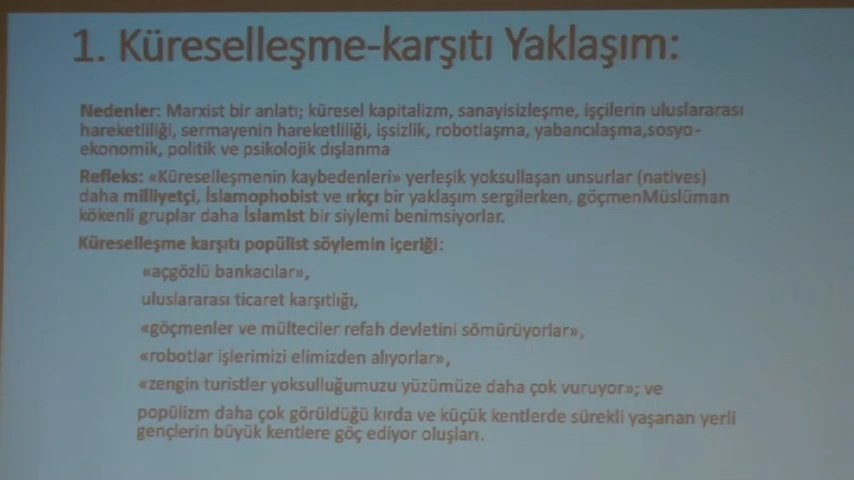 1. Küreselleşme-karşıtı Yaklaşım:
Nedenler: Marxist bir anlatı; küresel kapitalizm, sanayisizleşme, işçilerin uluslararası
hareketliliği, sermayenin hareketliliği, işsizlik, robotlaşma, yabancılaşma,sosyo-
ekonomik, politik ve psikolojik dışlanma
Refleks: «Küreselleşmenin kaybedenleri» yerleşik yoksullaşan unsurlar (natives)
daha milliyetçi, İslamophobist ve ırkçı bir yaklaşım sergilerken, göçmenMüslüman
kökenli gruplar daha İslamist bir siylemi benimsiyorlar.
Küreselleşme karşıtı popülist söylemin içeriği:
«açgözlü bankacılar»,
uluslararası ticaret karşıtlığı,
«göçmenler ve mülteciler refah devletini sömürüyorlar»,
«robotlar işlerimizi elimizden alıyorlar»,
«zengin turistler yoksulluğumuzu yüzümüze daha çok vuruyor»; ve
popülizm daha çok görüldüğü kırda ve küçük kentlerde sürekli yaşanan yerli
gençlerin büyük kentlere göç ediyor oluşları.